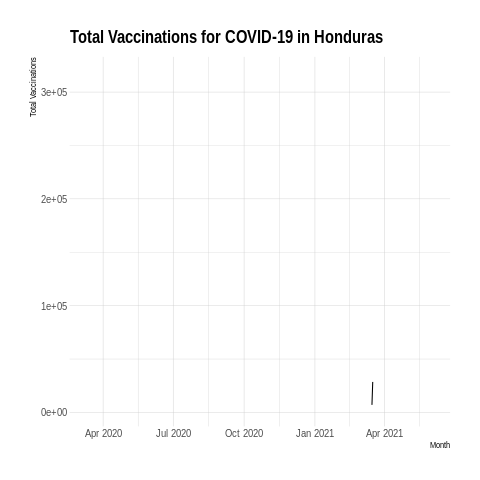 Total Vaccinations for COVID-19 in Honduras
Total Vaccinations
3e+05
2e+05
1e+05
0e+00
Apr 2020 Jul 2020 Oct 2020 Jan 2021 Apr 2021
Month